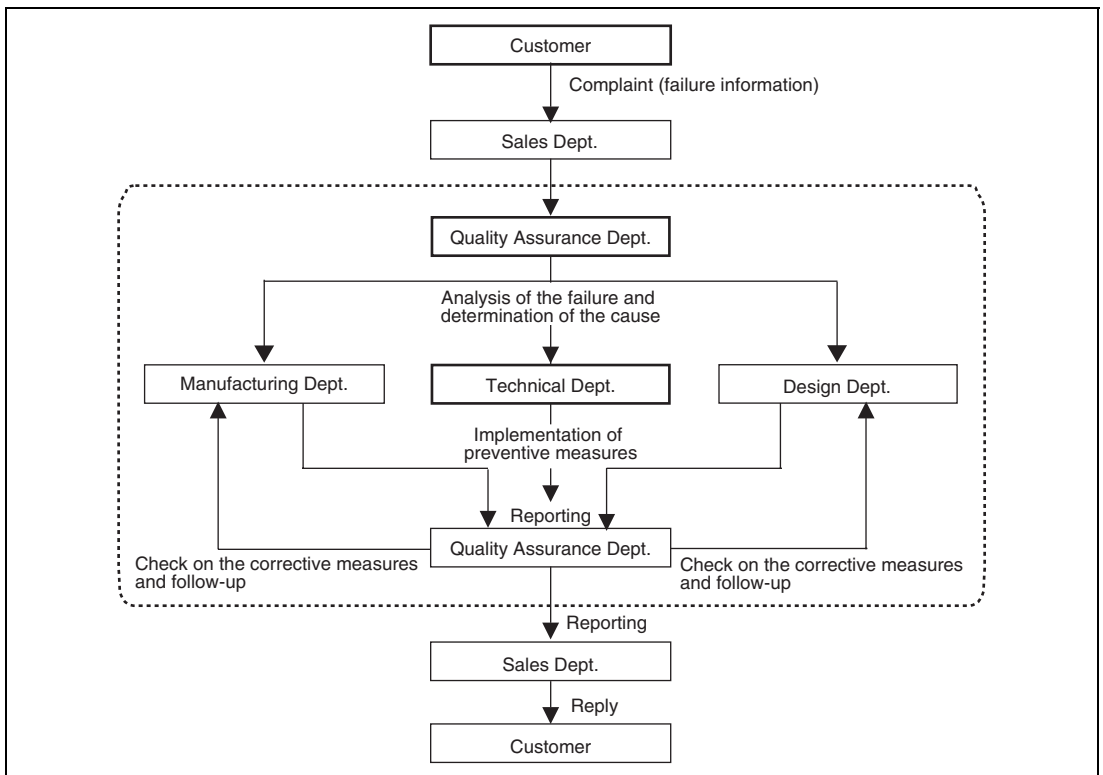 Customer
Complaint (failure information)
Sales Dept.
Quality Assurance Dept.
Analysis of the failure and
determination of the cause
Manufacturing Dept.
Technical Dept.
Design Dept.
Implementation of
preventive measures
Reporting
Quality Assurance Dept.
Check on the corrective measures
and follow-up
Check on the corrective measures
and follow-up
Reporting
Sales Dept.
Reply
Customer